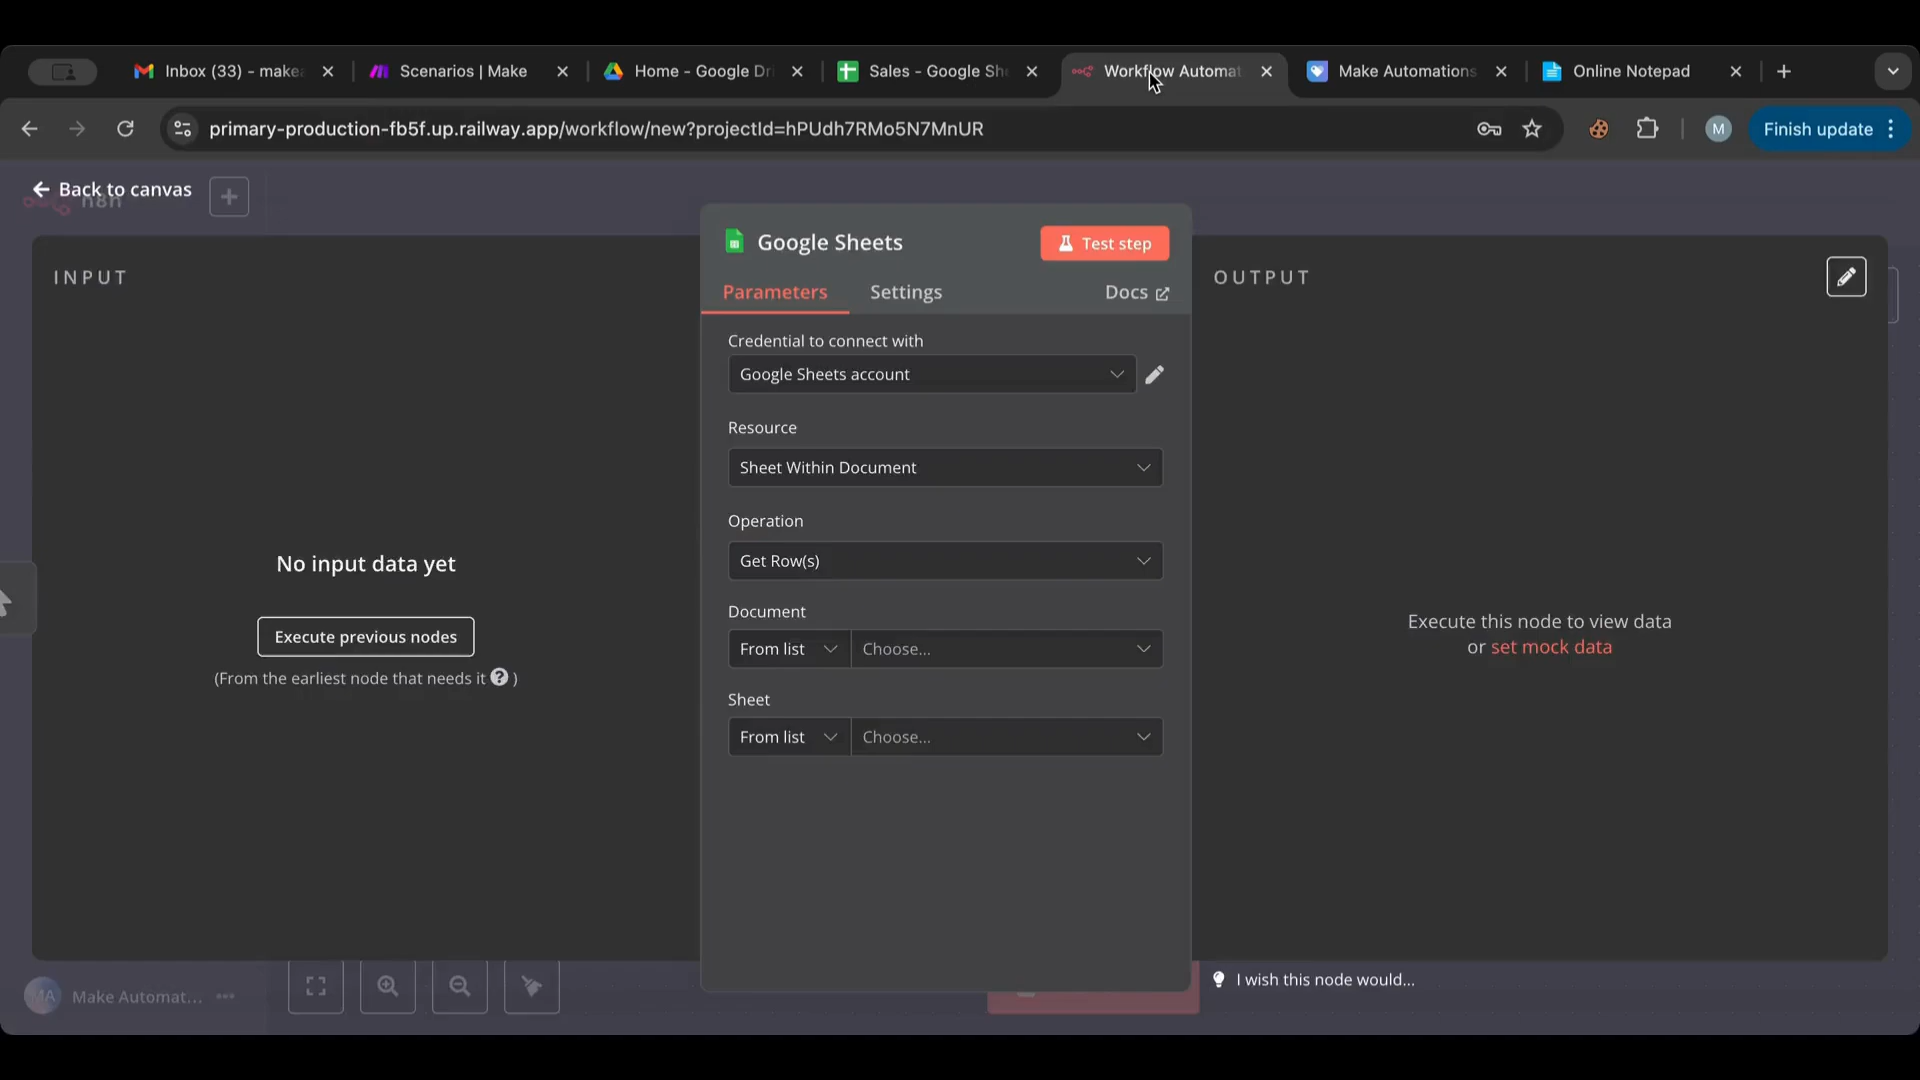 Inbox (33) - make
Scenarios | Make
Home - Google Dri
Sales - Google She
Workflow Automat
Make Automations
Online Notepad
primary-production-fb5f.up.railway.app/workflow/new?projectId=hPUdh7RMo5N7MnUR
M
Finish update
Back to canvas
n8n
INPUT
Google Sheets
Test step
OUTPUT
Parameters
Settings
Docs
Credential to connect with
Google Sheets account
Resource
Sheet Within Document
Operation
Get Row(s)
Document
From list
Choose...
Sheet
From list
Choose...
No input data yet
Execute previous nodes
(From the earliest node that needs it ? )
Execute this node to view data
or set mock data
MA
Make Automat...
I wish this node would...